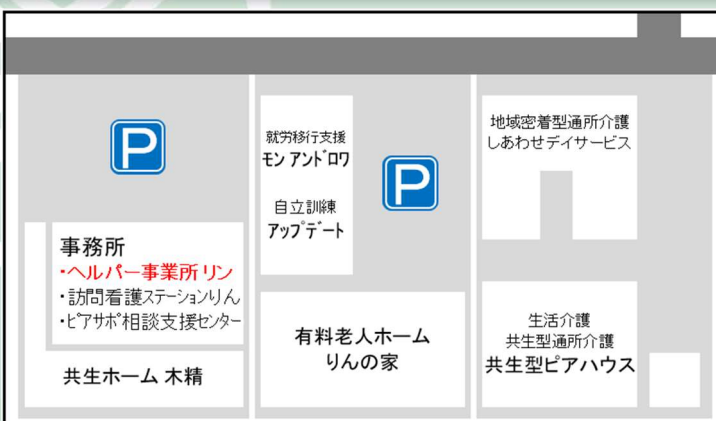 P
事務所
・ヘルパー事業所 リン
・訪問看護ステーションりん
・ピアサポ相談支援センター
共生ホーム 木精
就労移行支援
モン アンドロワ
自立訓練
アップデート
P
有料老人ホーム
りんの家
地域密着型通所介護
しあわせデイサービス
生活介護
共生型通所介護
共生型ピアハウス